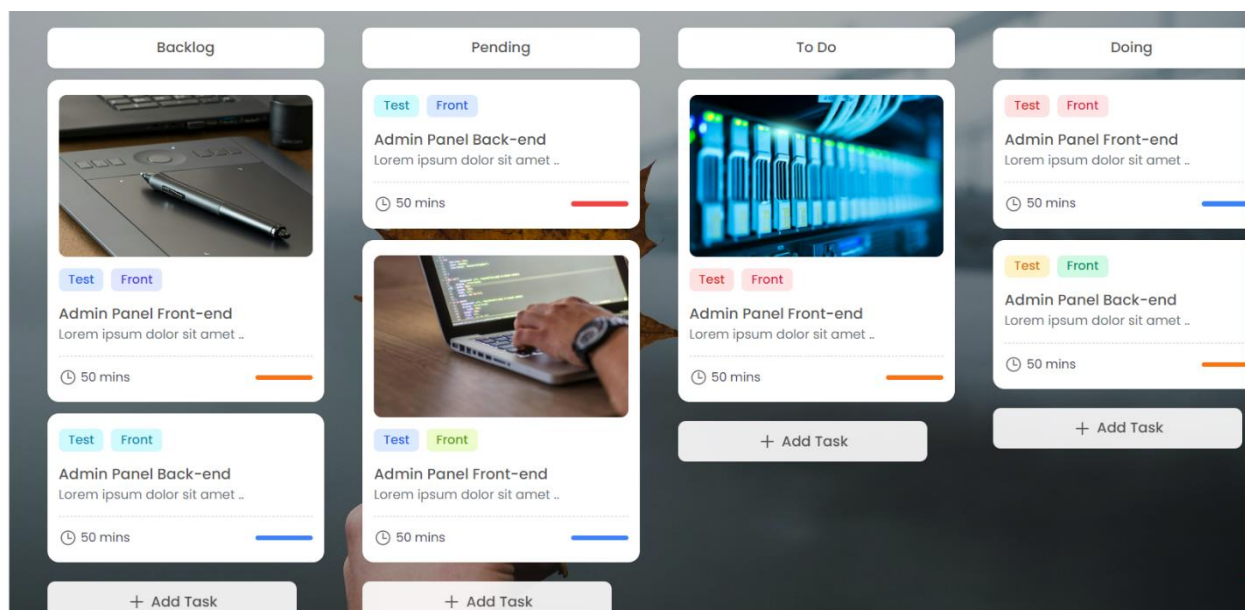 Backlog
Test Front
Admin Panel Front-end
Lorem ipsum dolor sit amet ..
50 mins
Test Front
Admin Panel Back-end
Lorem ipsum dolor sit amet ..
50 mins
+ Add Task
Pending
Test Front
Admin Panel Back-end
Lorem ipsum dolor sit amet ..
50 mins
Test Front
Admin Panel Front-end
Lorem ipsum dolor sit amet ..
50 mins
+ Add Task
To Do
Test Front
Admin Panel Front-end
Lorem ipsum dolor sit amet ..
50 mins
+ Add Task
Doing
Test Front
Admin Panel Front-end
Lorem ipsum dolor sit amet ..
50 mins
Test Front
Admin Panel Back-end
Lorem ipsum dolor sit amet ..
50 mins
+ Add Task